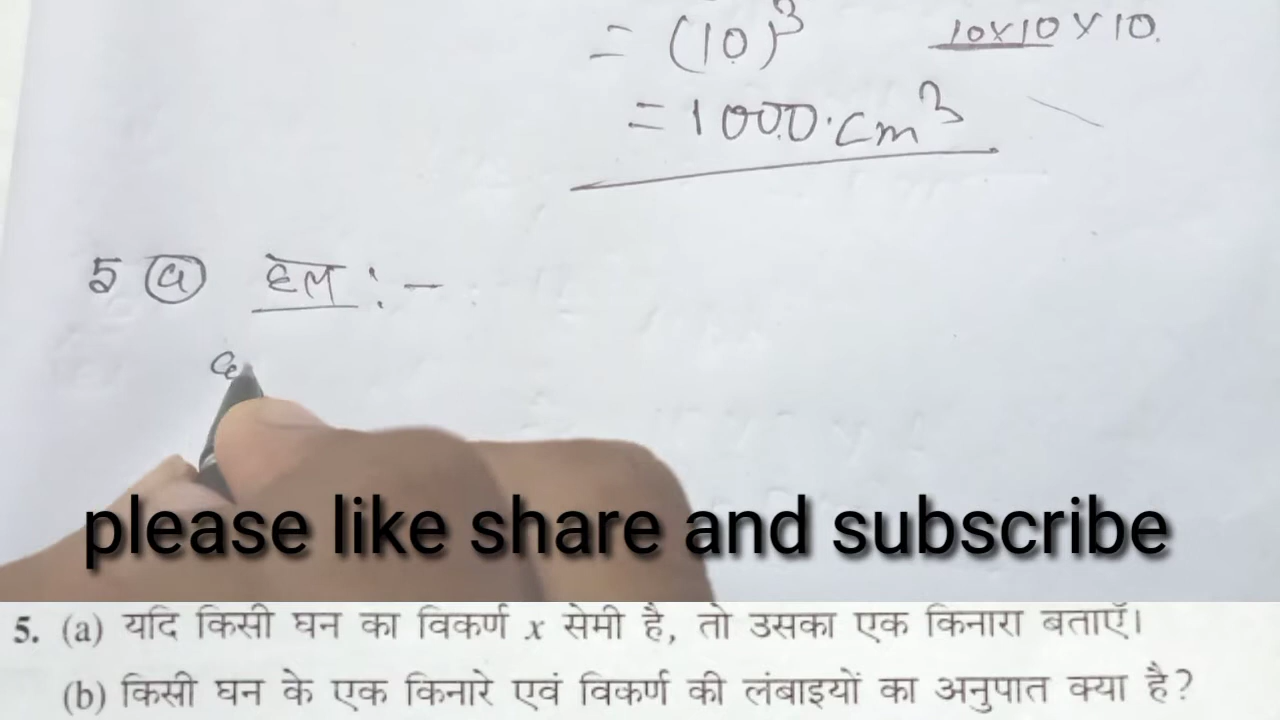 = (10)³ 10×10×10.
= 1000.cm³
5 (a) हल :-
please like share and subscribe
5. (a) यदि किसी घन का विकर्ण x सेमी है, तो उसका एक किनारा बताएँ।
(b) किसी घन के एक किनारे एवं विकर्ण की लंबाइयों का अनुपात क्या है?